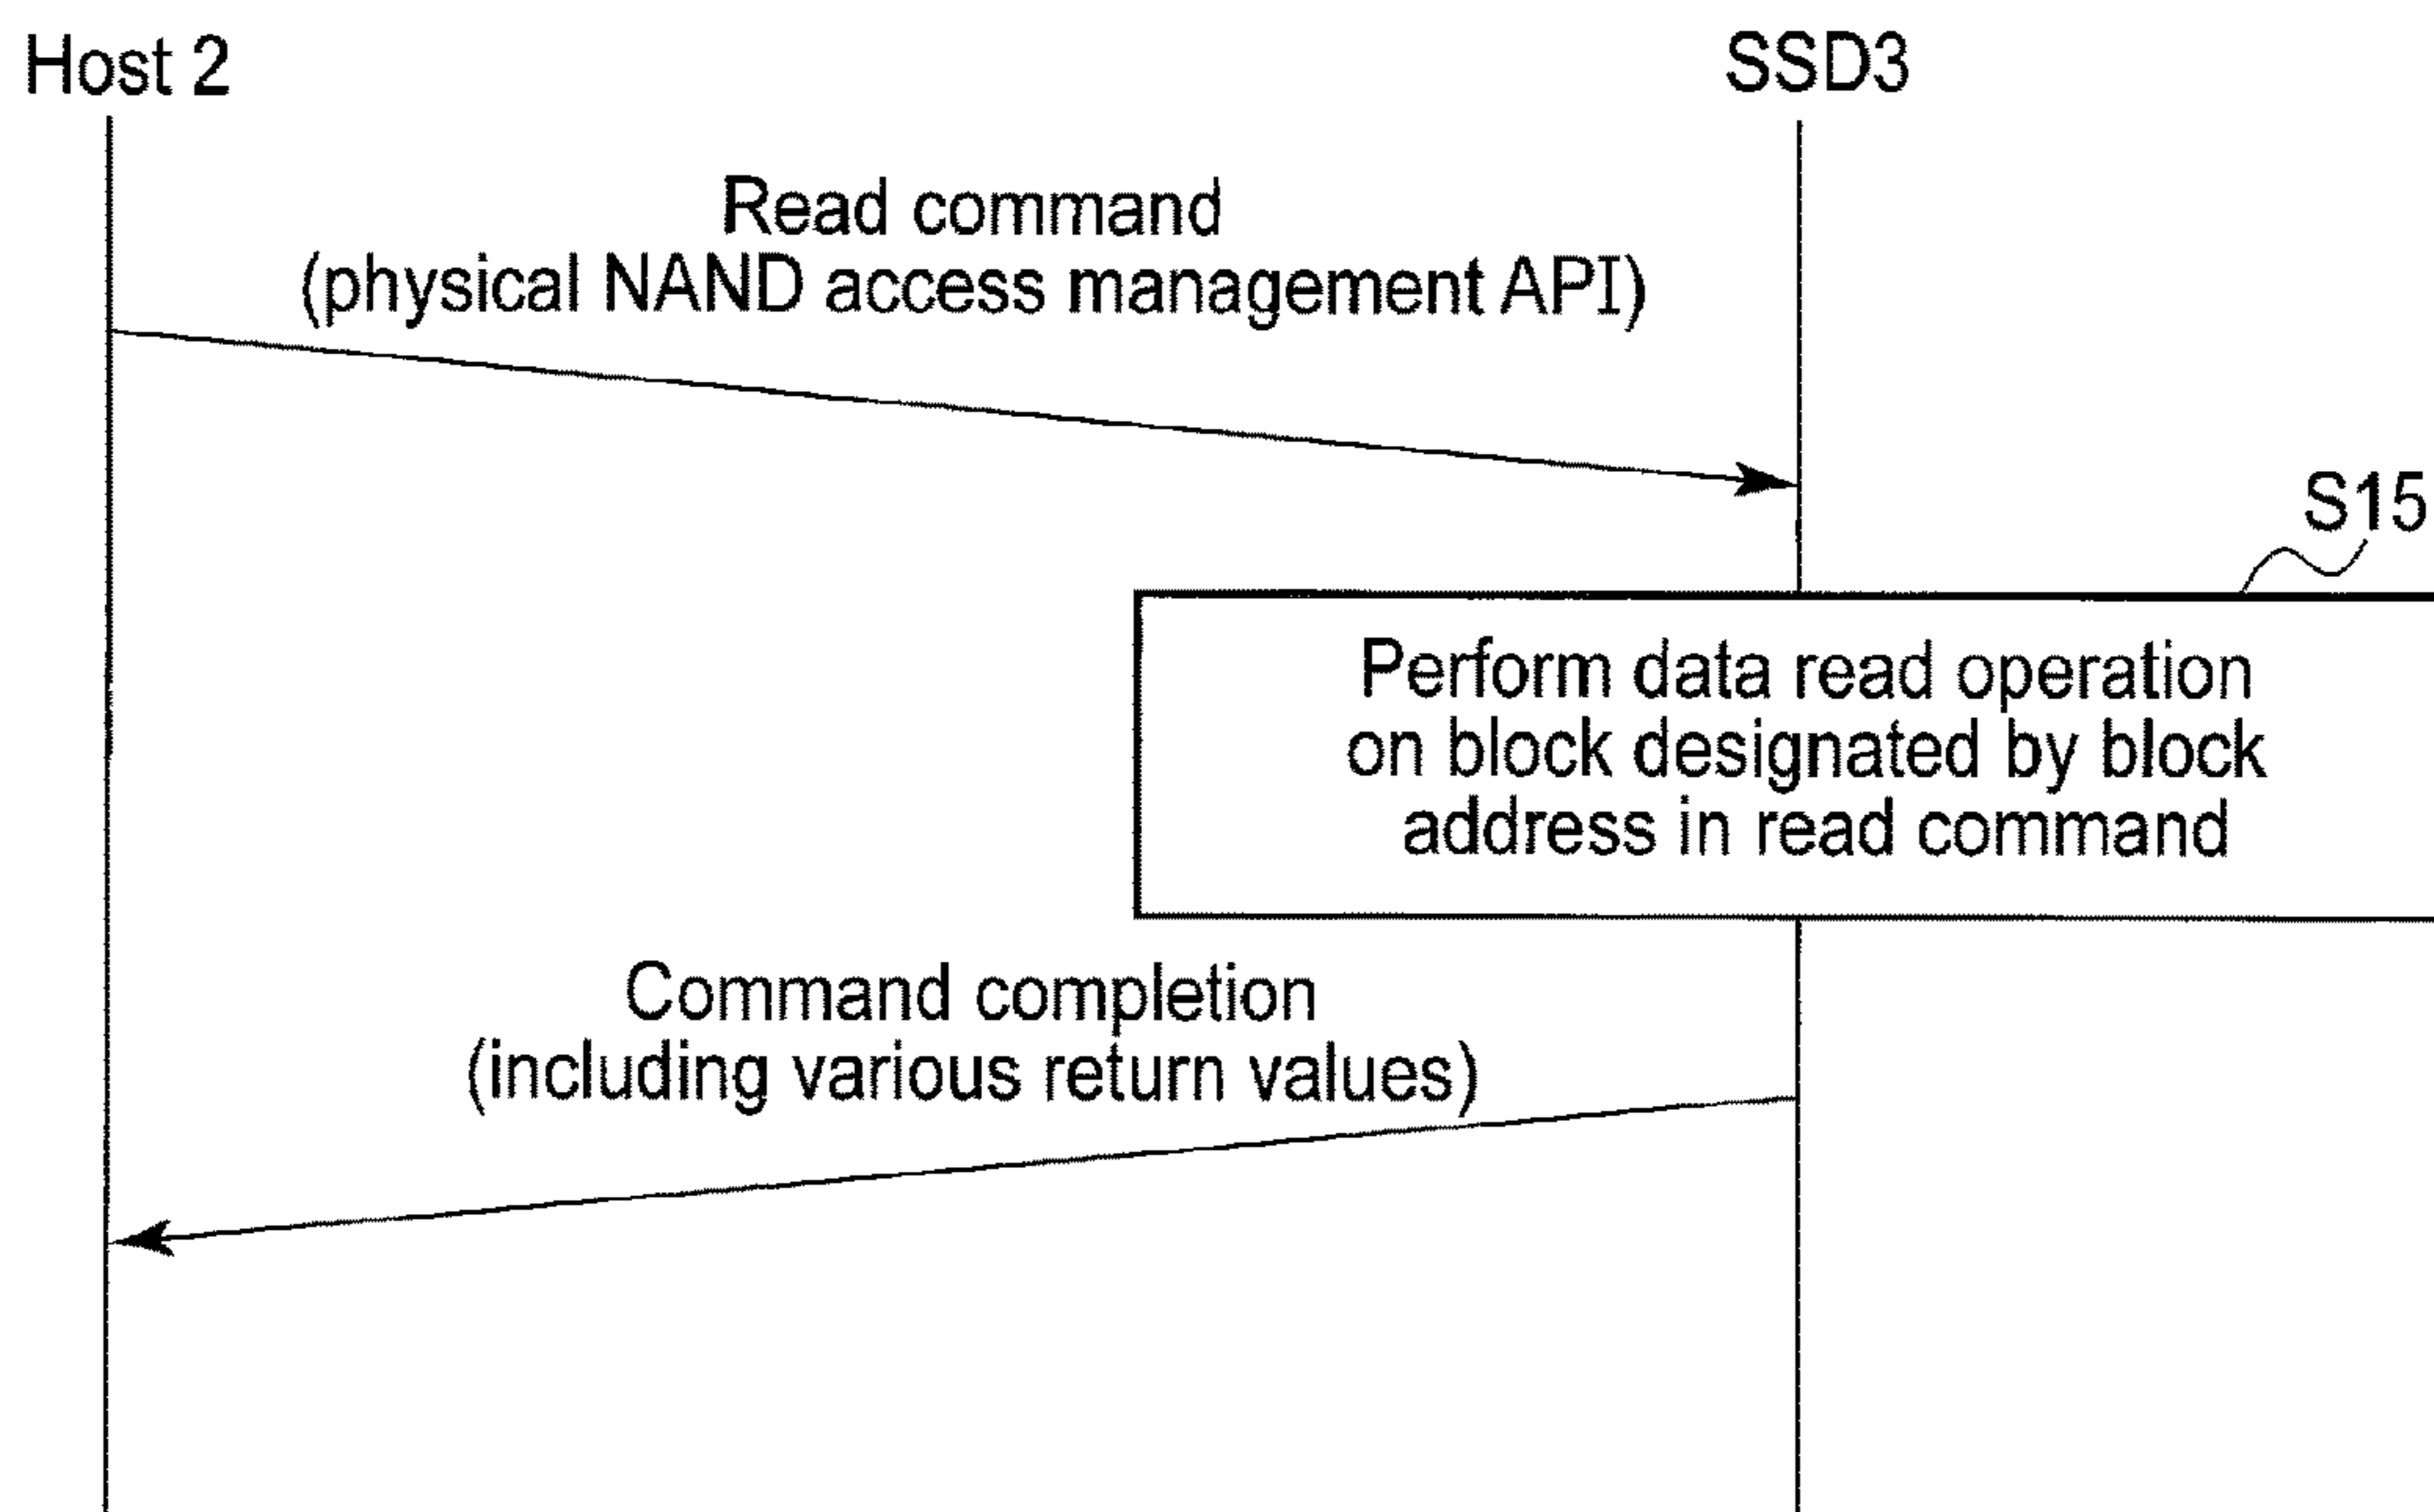 Host 2
SSD3
Read command
(physical NAND access management API)
S15
Perform data read operation
on block designated by block
address in read command
Command completion
(including various return values)